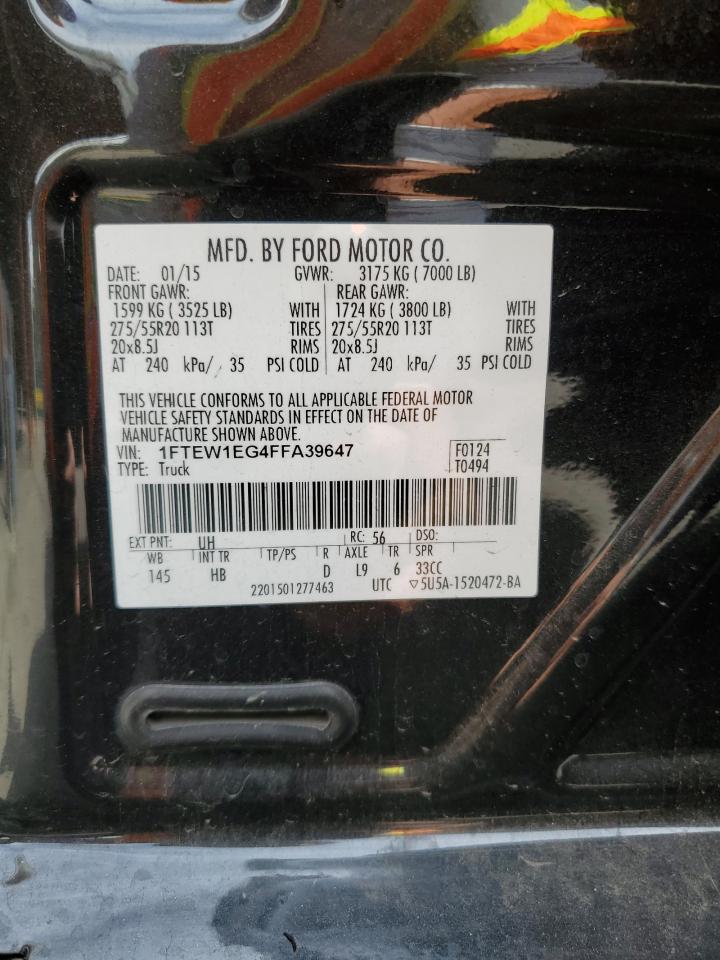 MFD. BY FORD MOTOR CO.
DATE: 01/15 GVWR: 3175 KG ( 7000 LB)
FRONT GAWR: REAR GAWR:
1599 KG ( 3525 LB) WITH 1724 KG ( 3800 LB) WITH
275/55R20 113T TIRES 275/55R20 113T TIRES
20x8.5J RIMS 20x8.5J RIMS
AT 240 kPa/ 35 PSI COLD AT 240 kPa/ 35 PSI COLD
THIS VEHICLE CONFORMS TO ALL APPLICABLE FEDERAL MOTOR
VEHICLE SAFETY STANDARDS IN EFFECT ON THE DATE OF
MANUFACTURE SHOWN ABOVE.
VIN: 1FTEW1EG4FFA39647 F0124
TYPE: Truck T0494
EXT PNT: UH RC: 56 DSO:
WB INT TR TP/PS R AXLE TR SPR
145 HB D L9 6 33CC
2201501277463 UTC ▽5U5A-1520472-BA